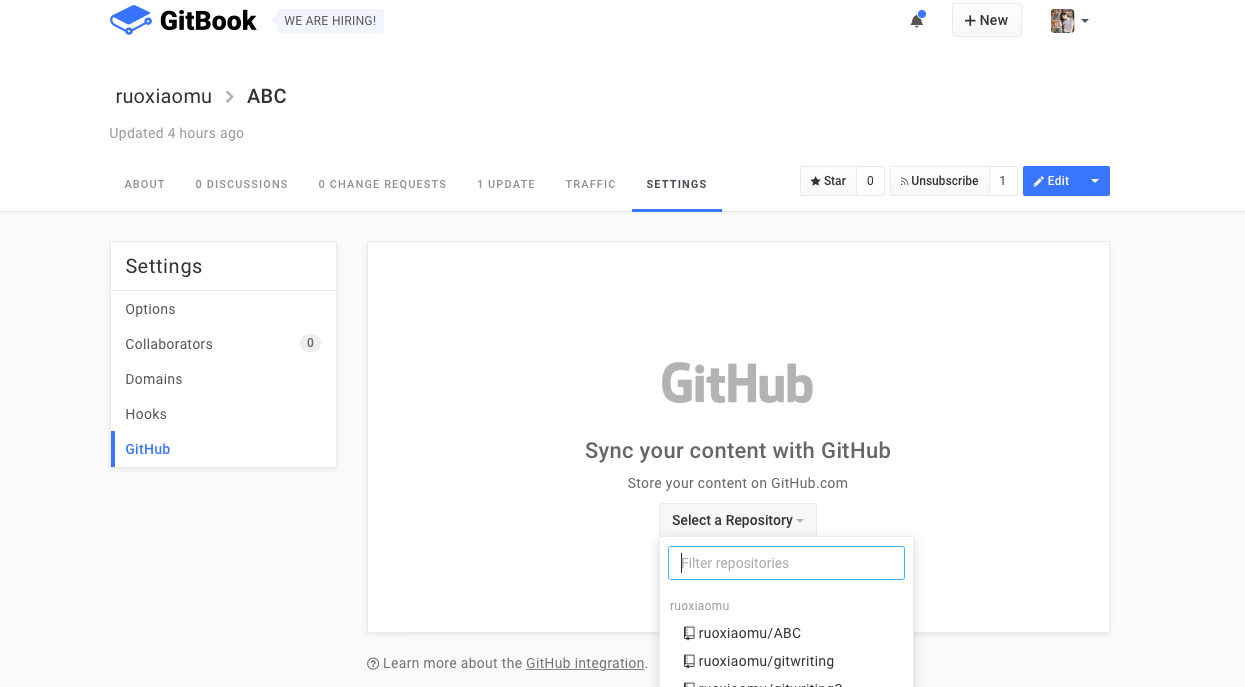 GitBook WE ARE HIRING! + New
ruoxiaomu > ABC
Updated 4 hours ago
ABOUT 0 DISCUSSIONS 0 CHANGE REQUESTS 1 UPDATE TRAFFIC SETTINGS Star 0 Unsubscribe 1 Edit
Settings
Options
Collaborators 0
Domains
Hooks
GitHub
GitHub
Sync your content with GitHub
Store your content on GitHub.com
Select a Repository
Filter repositories
ruoxiaomu
ruoxiaomu/ABC
ruoxiaomu/gitwriting
Learn more about the GitHub integration.